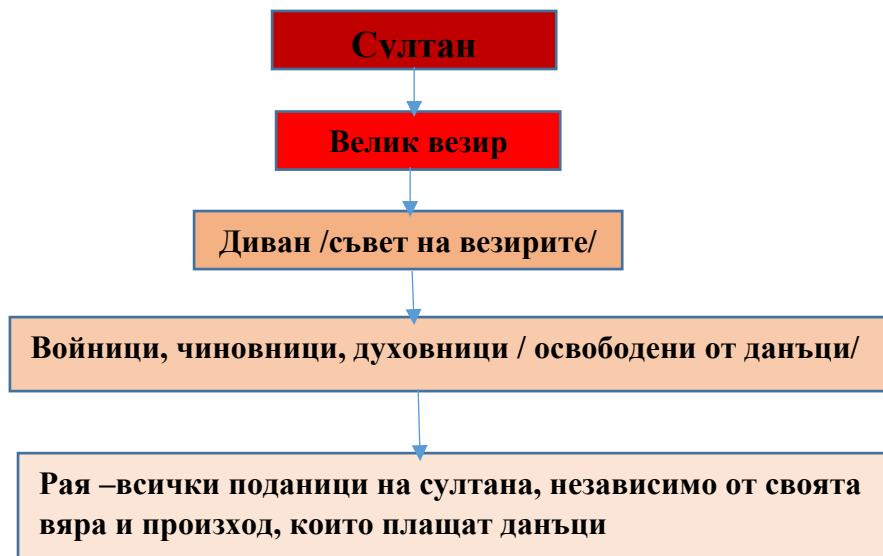 Султан
Велик везир
Диван /съвет на везирите/
Войници, чиновници, духовници / освободени от данъци/
Рая –всички поданици на султана, независимо от своята
вяра и произход, които плащат данъци